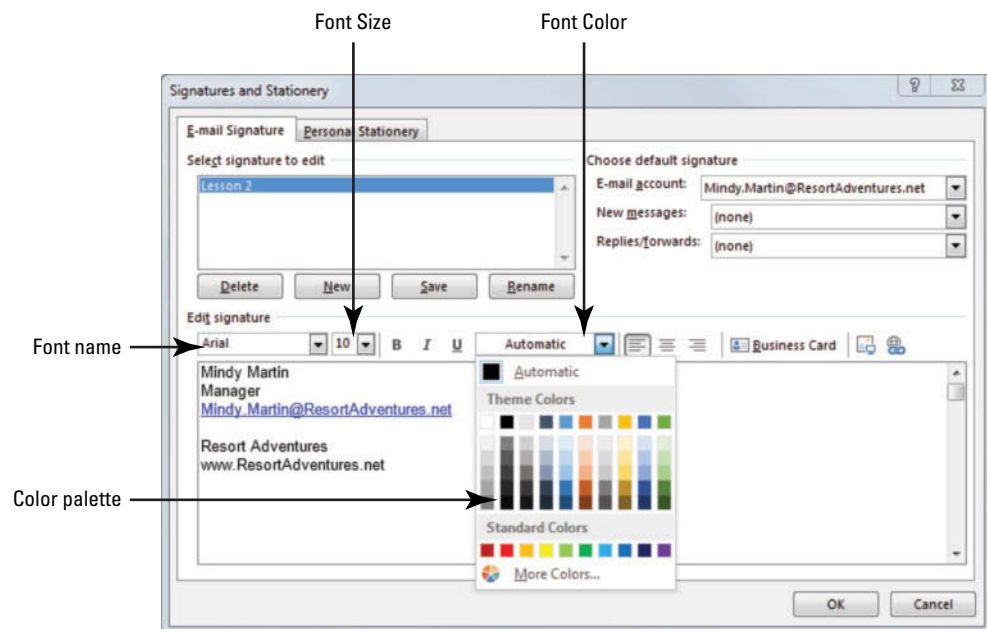 Font Size
Font Color
Signatures and Stationery
E-mail Signature
Personal Stationery
Select signature to edit
Choose default signature
Lesson 2
E-mail account:
Mindy.Martin@ResortAdventures.net
New messages:
(none)
Replies/forwards:
(none)
Delete
New
Save
Rename
Edit signature
Font name
Arial
10
B
I
U
Automatic
Business Card
Mindy Martin
Manager
Mindy.Martin@ResortAdventures.net
Resort Adventures
www.ResortAdventures.net
Automatic
Theme Colors
Color palette
Standard Colors
More Colors...
OK
Cancel